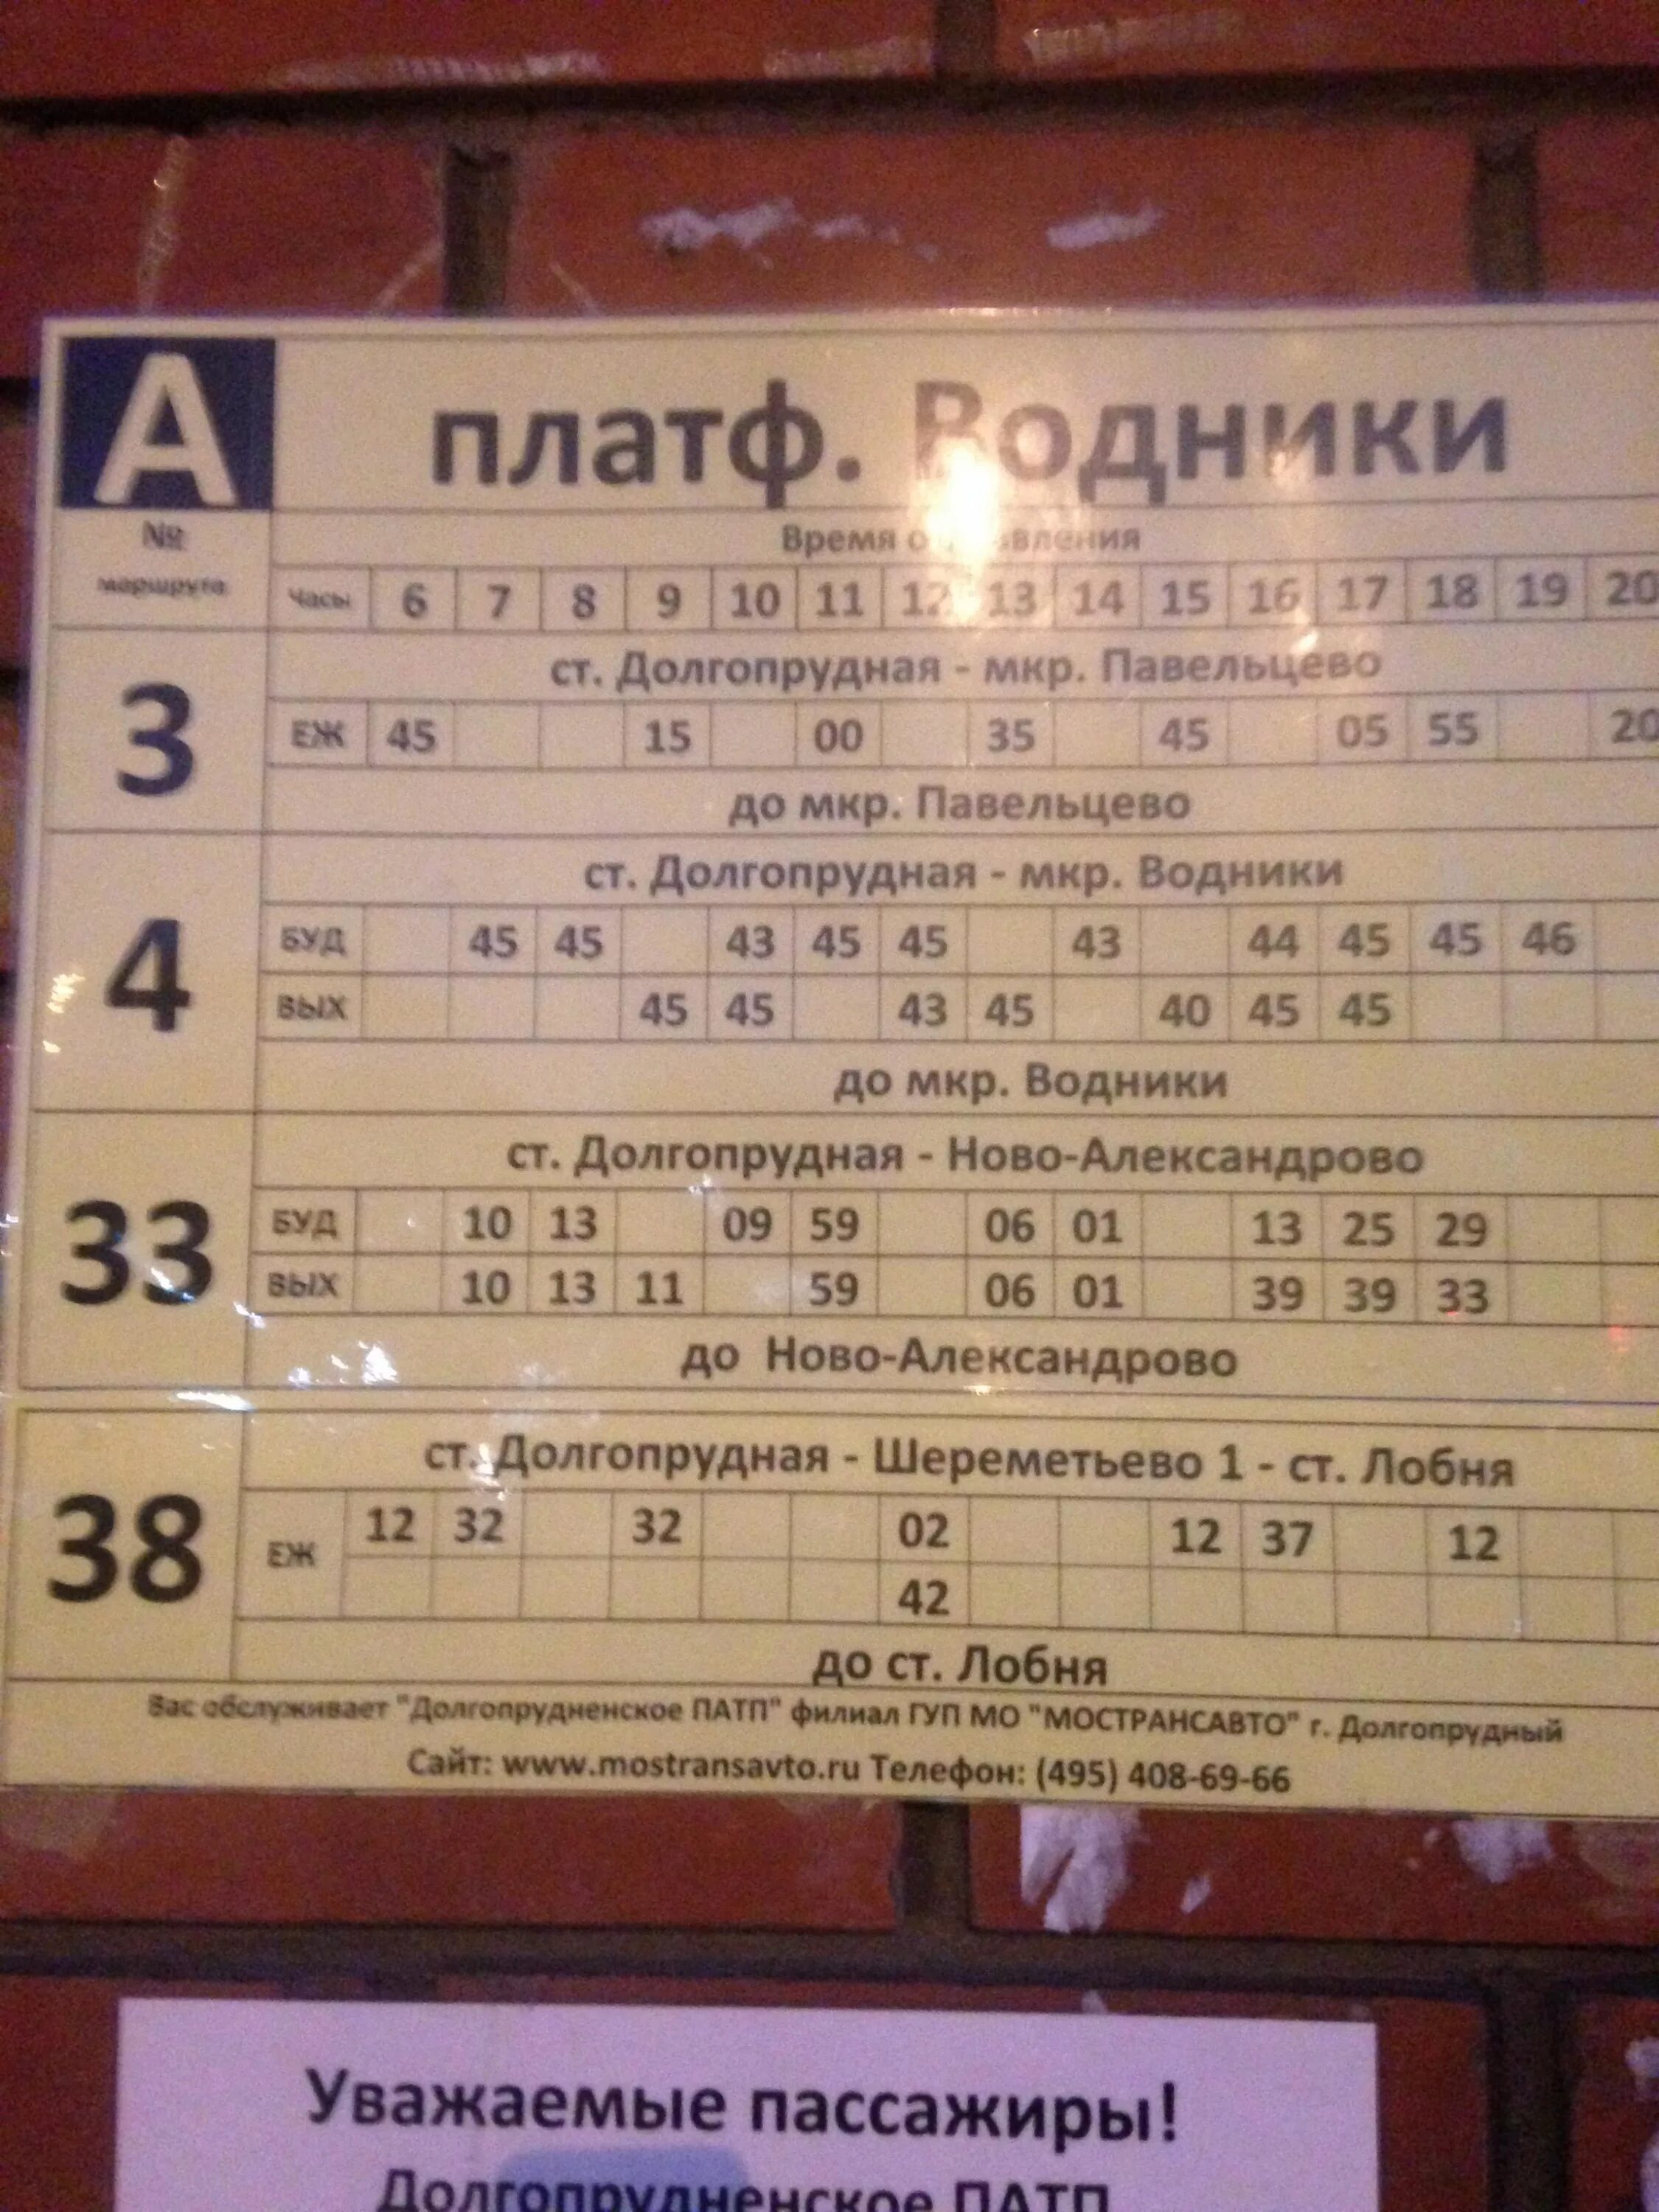 А платф. Водники
№ маршрута
Время отправления
Часы 6 7 8 9 10 11 12 13 14 15 16 17 18 19 20
3
ст. Долгопрудная - мкр. Павельцево
ЕЖ 45 15 00 35 45 05 55 20
до мкр. Павельцево
4
ст. Долгопрудная - мкр. Водники
БУД 45 45 43 45 45 43 44 45 45 46
ВЫХ 45 45 43 45 40 45 45
до мкр. Водники
33
ст. Долгопрудная - Ново-Александрово
БУД 10 13 09 59 06 01 13 25 29
ВЫХ 10 13 11 59 06 01 39 39 33
до Ново-Александрово
38
ст. Долгопрудная - Шереметьево 1 - ст. Лобня
ЕЖ 12 32 32 02 12 37 12
42
до ст. Лобня
Вас обслуживает "Долгопрудненское ПАТП" филиал ГУП МО "МОСТРАНСАВТО" г. Долгопрудный
Сайт: www.mostransavto.ru Телефон: (495) 408-69-66
Уважаемые пассажиры!
Долгопрудненское ПАТП